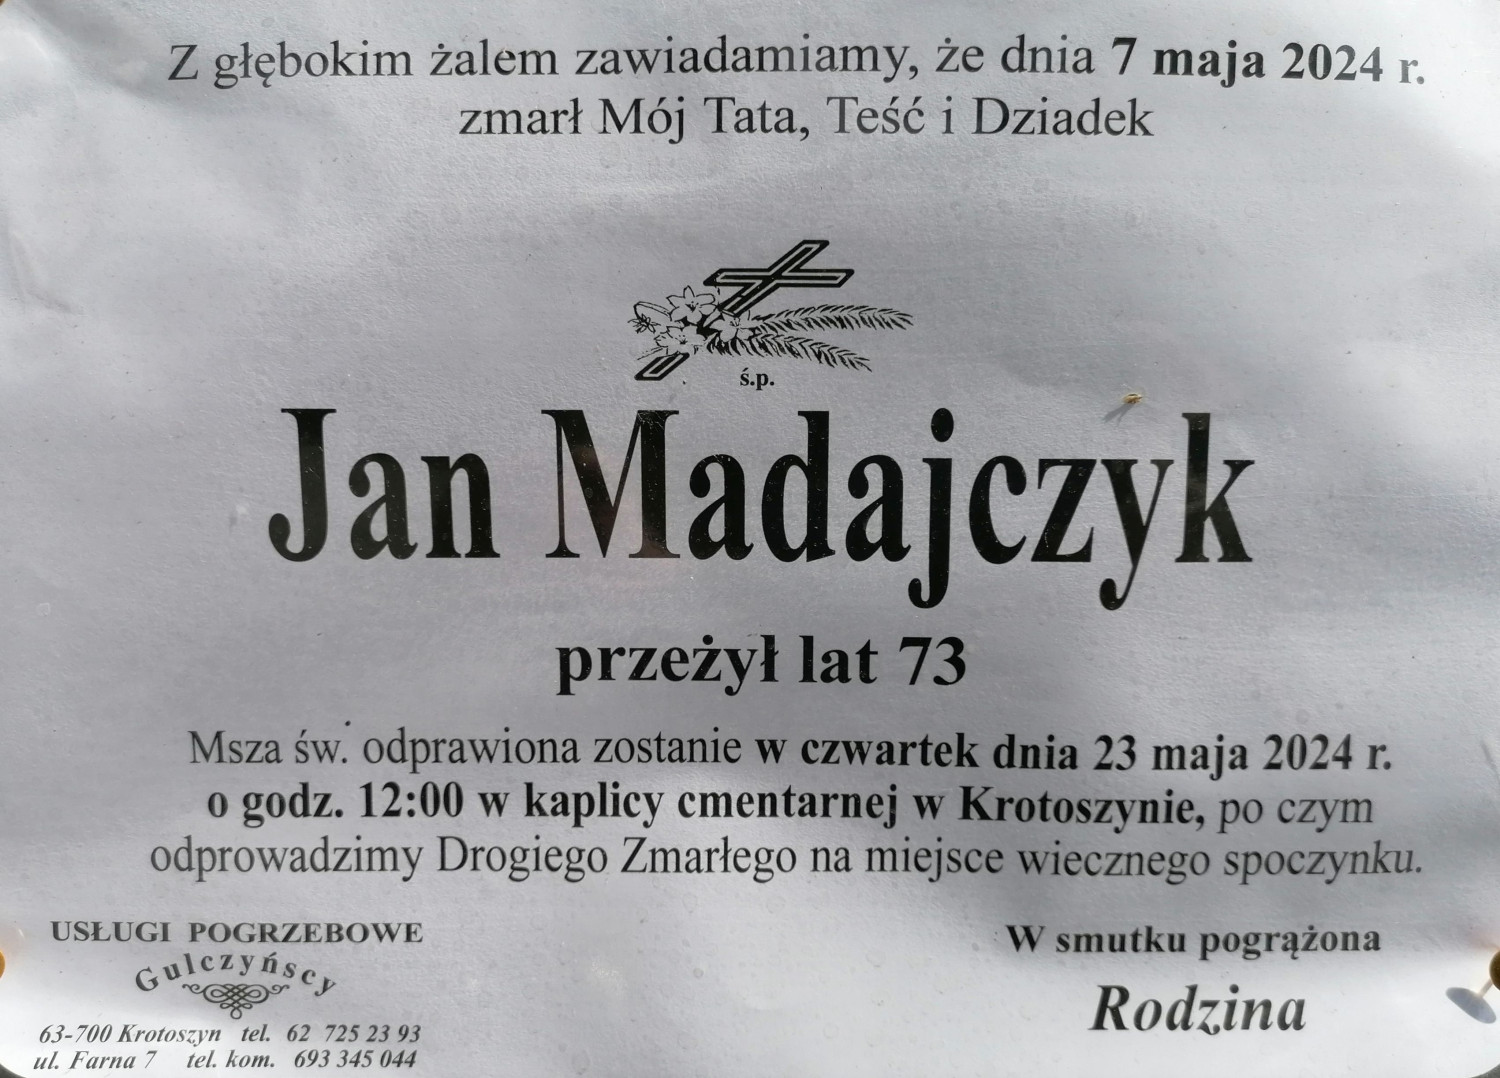 Z głębokim żalem zawiadamiamy, że dnia 7 maja 2024 r.
zmarł Mój Tata, Teść i Dziadek
ś.p.
Jan Madajczyk
przeżył lat 73
Msza św. odprawiona zostanie w czwartek dnia 23 maja 2024 r.
o godz. 12:00 w kaplicy cmentarnej w Krotoszynie, po czym
odprowadzimy Drogiego Zmarłego na miejsce wiecznego spoczynku.
USŁUGI POGRZEBOWE
Gulczyńscy
63-700 Krotoszyn tel. 62 725 23 93
ul. Farna 7 tel. kom. 693 345 044
W smutku pogrążona
Rodzina